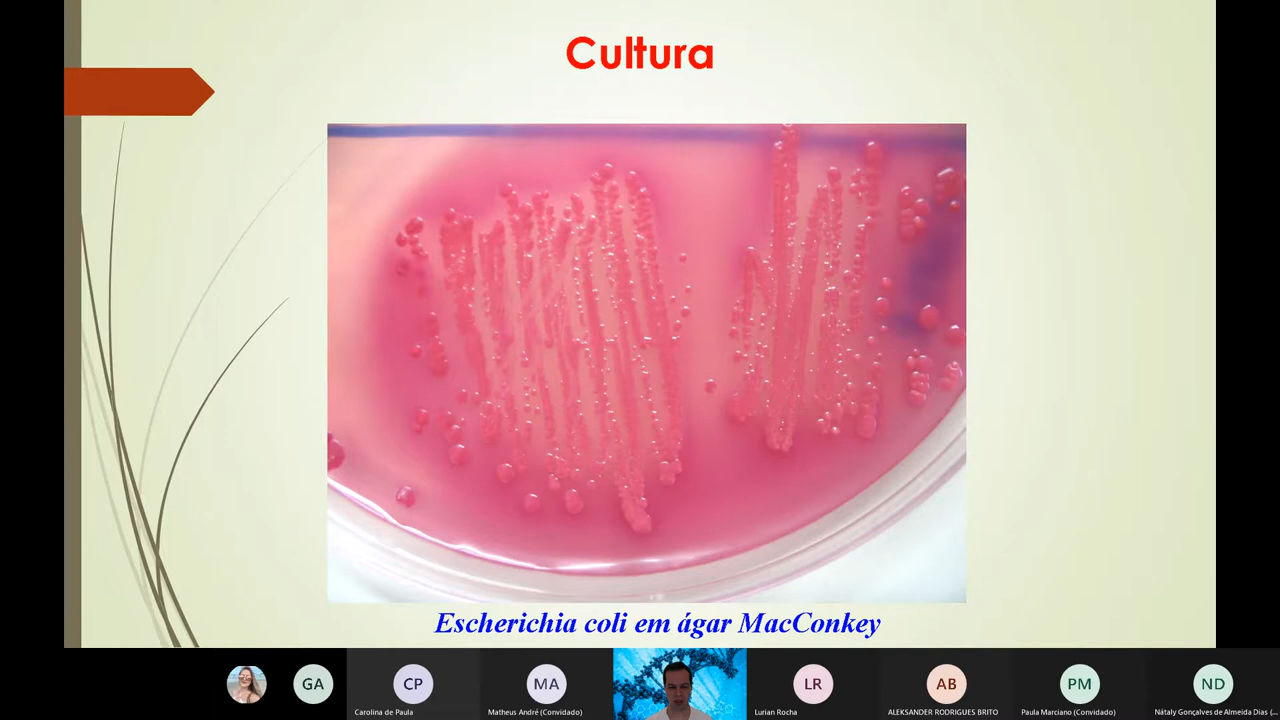 Cultura
Escherichia coli em ágar MacConkey
GA
CP
MA
LR
AB
PM
ND
Carolina de Paula
Matheus André (Convidado)
Lurian Rocha
ALEKSANDER RODRIGUES BRITO
Paula Marciano (Convidado)
Nátaly Gonçalves de Almeida Dias (...